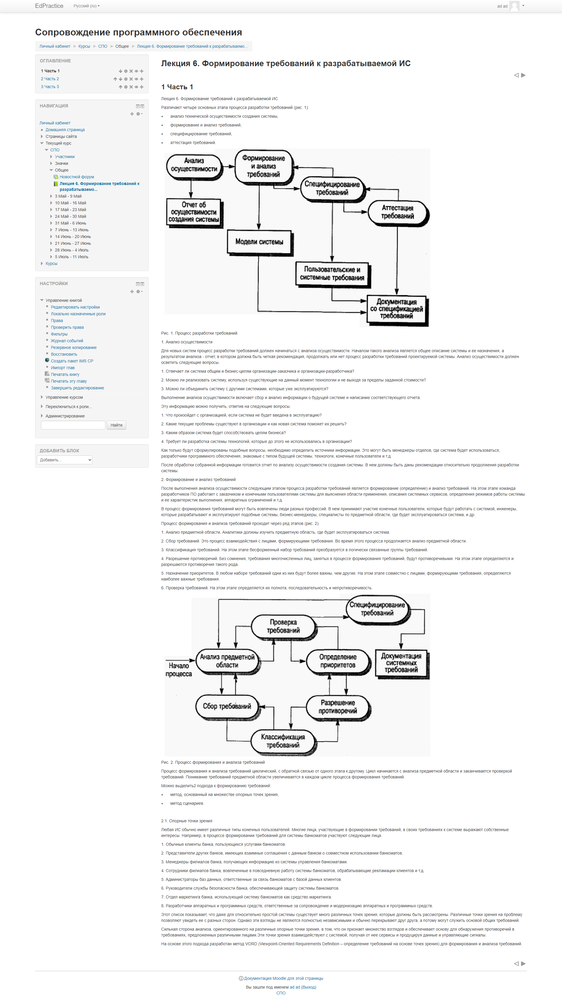 EdPractice
Русский (ru)
ad ad
Сопровождение программного обеспечения
Личный кабинет
Курсы
СПО
Общее
Лекция 6. Формирование требований к разрабатываемо...
ОГЛАВЛЕНИЕ
1 Часть 1
2 Часть 2
3 Часть 3
НАВИГАЦИЯ
Личный кабинет
Домашняя страница
Страницы сайта
Текущий курс
СПО
Участники
Значки
Общее
Новостной форум
Лекция 6. Формирование требований к
разрабатываемо...
3 Май - 9 Май
10 Май - 16 Май
17 Май - 23 Май
24 Май - 30 Май
31 Май - 6 Июнь
7 Июнь - 13 Июнь
14 Июнь - 20 Июнь
21 Июнь - 27 Июнь
28 Июнь - 4 Июль
5 Июль - 11 Июль
Курсы
НАСТРОЙКИ
Управление книгой
Редактировать настройки
Локально назначенные роли
Права
Проверить права
Фильтры
Журнал событий
Резервное копирование
Восстановить
Создать пакет IMS CP
Импорт глав
Печатать книгу
Печатать эту главу
Завершить редактирование
Управление курсом
Переключиться к роли...
Администрирование
Найти
ДОБАВИТЬ БЛОК
Добавить...
Лекция 6. Формирование требований к разрабатываемой ИС
1 Часть 1
Лекция 6. Формирование требований к разрабатываемой ИС
Различают четыре основных этапа процесса разработки требований (рис. 1):
• анализ технической осуществимости создания системы,
• формирование и анализ требований,
• специфицирование требований,
• аттестация требований.
Анализ
осуществимости
Формирование
и анализ
требований
Специфицирование
требований
Аттестация
требований
Отчет об
осуществимости
создания системы
Модели системы
Пользовательские и
системные требования
Документация
со спецификацией
требований
Рис. 1. Процесс разработки требований
1. Анализ осуществимости
Для новых систем процесс разработки требований должен начинаться с анализа осуществимости. Началом такого анализа является общее описание системы и ее назначения, а
результатом анализа - отчет, в котором должна быть четкая рекомендация, продолжать или нет процесс разработки требований проектируемой системы. Анализ осуществимости должен
осветить следующие вопросы.
1. Отвечает ли система общим и бизнес-целям организации-заказчика и организации-разработчика?
2. Можно ли реализовать систему, используя существующие на данный момент технологии и не выходя за пределы заданной стоимости?
3. Можно ли объединить систему с другими системами, которые уже эксплуатируются?
Выполнение анализа осуществимости включает сбор и анализ информации о будущей системе и написание соответствующего отчета.
Эту информацию можно получить, ответив на следующие вопросы.
1. Что произойдет с организацией, если система не будет введена в эксплуатацию?
2. Какие текущие проблемы существуют в организации и как новая система поможет их решить?
3. Каким образом система будет способствовать целям бизнеса?
4. Требует ли разработка системы технологий, которые до этого не использовались в организации?
Как только будут сформулированы подобные вопросы, необходимо определить источники информации. Это могут быть менеджеры отделов, где система будет использоваться,
разработчики программного обеспечения, знакомые с типом будущей системы, технологи, конечные пользователи и т.д.
После обработки собранной информации готовится отчет по анализу осуществимости создания системы. В нем должны быть даны рекомендации относительно продолжения разработки
системы.
2. Формирование и анализ требований
После выполнения анализа осуществимости следующим этапом процесса разработки требований является формирование (определение) и анализ требований. На этом этапе команда
разработчиков ПО работает с заказчиком и конечными пользователями системы для выяснения области применения, описания системных сервисов, определения режимов работы системы
и ее характеристик выполнения, аппаратных ограничений и т.д.
В процесс формирования требований могут быть вовлечены люди разных профессий. В нем принимают участие конечные пользователи, которые будут работать с системой, инженеры,
которые разрабатывают и эксплуатируют подобные системы, бизнес-менеджеры, специалисты по предметной области, где будет эксплуатироваться система, и др.
Процесс формирования и анализа требований проходит через ряд этапов (рис. 2).
1. Анализ предметной области. Аналитики должны изучить предметную область, где будет эксплуатироваться система.
2. Сбор требований. Это процесс взаимодействия с лицами, формирующими требования. Во время этого процесса продолжается анализ предметной области.
3. Классификация требований. На этом этапе бесформенный набор требований преобразуется в логически связанные группы требований.
4. Разрешение противоречий. Без сомнения, требования многочисленных лиц, занятых в процессе формирования требований, будут противоречивыми. На этом этапе определяются и
разрешаются противоречия такого рода.
5. Назначение приоритетов. В любом наборе требований одни из них будут более важны, чем другие. На этом этапе совместно с лицами, формирующими требования, определяются
наиболее важные требования.
6. Проверка требований. На этом этапе определяется их полнота, последовательность и непротиворечивость.
Специфицирование
требований
Проверка
требований
Анализ предметной
области
Определение
приоритетов
Документация
системных
требований
Начало
процесса
Сбор требований
Разрешение
противоречий
Классификация
требований
Рис. 2. Процесс формирования и анализа требований
Процесс формирования и анализа требований циклический, с обратной связью от одного этапа к другому. Цикл начинается с анализа предметной области и заканчивается проверкой
требований. Понимание требований предметной области увеличивается в каждом цикле процесса формирования требований.
Можно выделить2 подхода к формированию требований:
• метод, основанный на множестве опорных точек зрения,
• метод сценариев.
2.1. Опорные точки зрения
Любая ИС обычно имеет различные типы конечных пользователей. Многие лица, участвующие в формировании требований, в своих требованиях к системе выражают собственные
интересы. Например, в процессе формировании требований для системы банкоматов участвуют следующие лица.
1. Обычные клиенты банка, пользующихся услугами банкоматов.
2. Представители других банков, имеющих взаимные соглашения с данным банком о совместном использовании банкоматов.
3. Менеджеры филиалов банка, получающих информацию из системы управления банкоматами.
4. Сотрудники филиалов банка, вовлеченные в повседневную работу системы банкоматов, обрабатывающие рекламации клиентов и т.д.
5. Администраторы баз данных, ответственные за связь банкоматов с базой данных клиентов.
6. Руководители службы безопасности банка, обеспечивающей защиту системы банкоматов.
7. Отдел маркетинга банка, использующий систему банкоматов как средство маркетинга.
8. Разработчики аппаратных и программных средств, ответственные за сопровождение и модернизацию аппаратных и программных средств.
Этот список показывает, что даже для относительно простой системы существует много различных точек зрения, которые должны быть рассмотрены. Различные точки зрения на проблему
позволяют увидеть ее с разных сторон. Однако эти взгляды не являются полностью независимыми и обычно перекрывают друг друга, а потому могут служить основой общих требований.
Сильная сторона анализа, ориентированного на различные опорные точки зрения, в том, что он признает множество взглядов и обеспечивает основу для обнаружения противоречий в
требованиях, предложенных различными лицами.Эти точки зрения взаимодействуют с системой, получая от нее сервисы и продуцируя данные и управляющие сигналы.
На основе этого подхода разработан метод VORD (Viewpoint-Oriented Requirements Definition – определение требований на основе точек зрения) для формирования и анализа требований.
Документация Moodle для этой страницы
Вы зашли под именем ad ad (Выход)
СПО